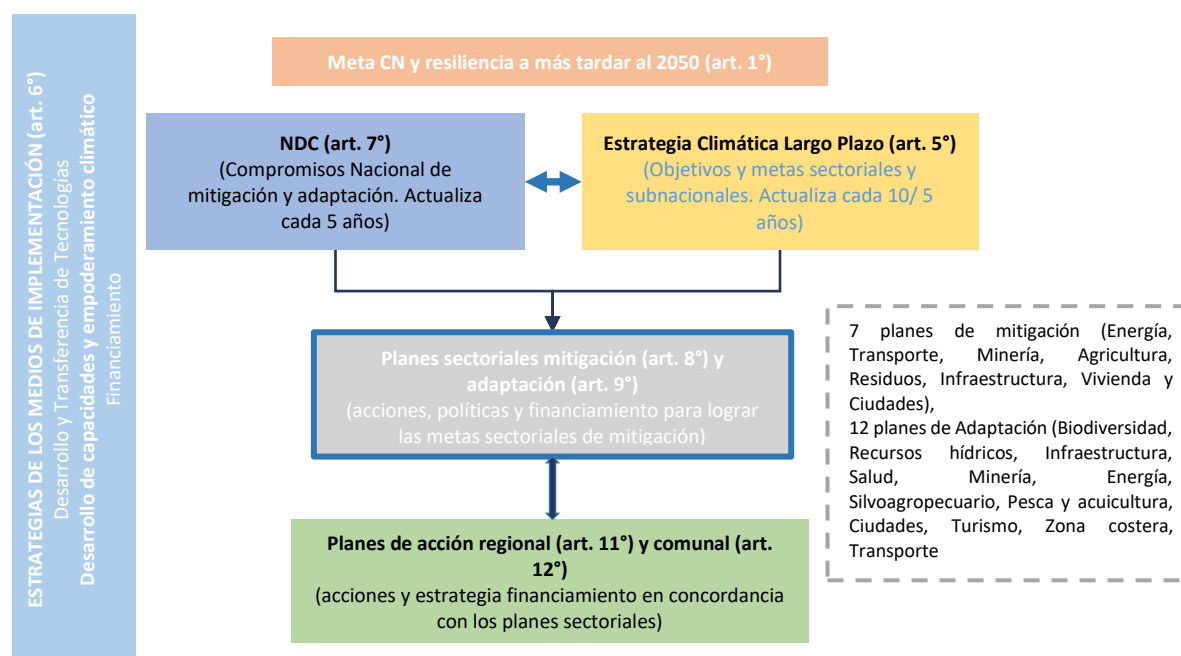 ESTRATEGIAS DE LOS MEDIOS DE IMPLEMENTACIÓN (art. 6°)
Desarrollo y Transferencia de Tecnologías
Desarrollo de capacidades y empoderamiento climático
Financiamiento
Meta CN y resiliencia a más tardar al 2050 (art. 1°)
NDC (art. 7°)
(Compromisos Nacional de
mitigación y adaptación. Actualiza
cada 5 años)
Estrategia Climática Largo Plazo (art. 5°)
(Objetivos y metas sectoriales y
subnacionales. Actualiza cada 10/ 5
años)
Planes sectoriales mitigación (art. 8°) y
adaptación (art. 9°)
(acciones, políticas y financiamiento para lograr
las metas sectoriales de mitigación)
7 planes de mitigación (Energía,
Transporte, Minería, Agricultura,
Residuos, Infraestructura, Vivienda y
Ciudades),
12 planes de Adaptación (Biodiversidad,
Recursos hídricos, Infraestructura,
Salud, Minería, Energía,
Silvoagropecuario, Pesca y acuicultura,
Ciudades, Turismo, Zona costera,
Transporte
Planes de acción regional (art. 11°) y comunal (art.
12°)
(acciones y estrategia financiamiento en concordancia
con los planes sectoriales)